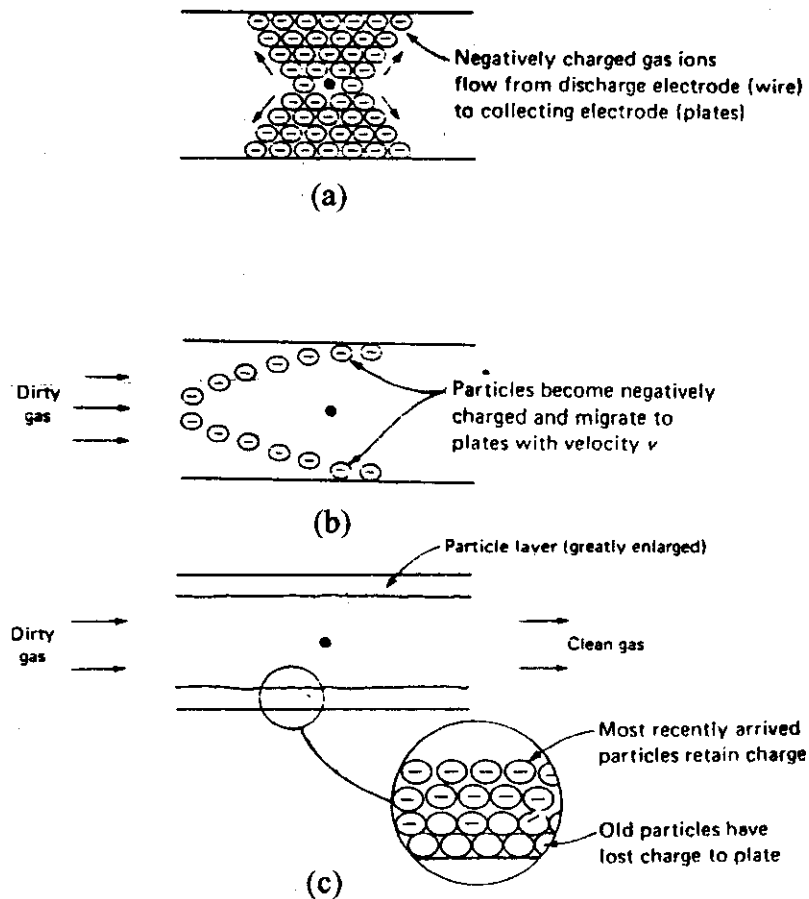 Negatively charged gas ions
flow from discharge electrode (wire)
to collecting electrode (plates)
(a)
Dirty
gas
Particles become negatively
charged and migrate to
plates with velocity v
(b)
Particle layer (greatly enlarged)
Dirty
gas
Clean gas
Most recently arrived
particles retain charge
Old particles have
lost charge to plate
(c)